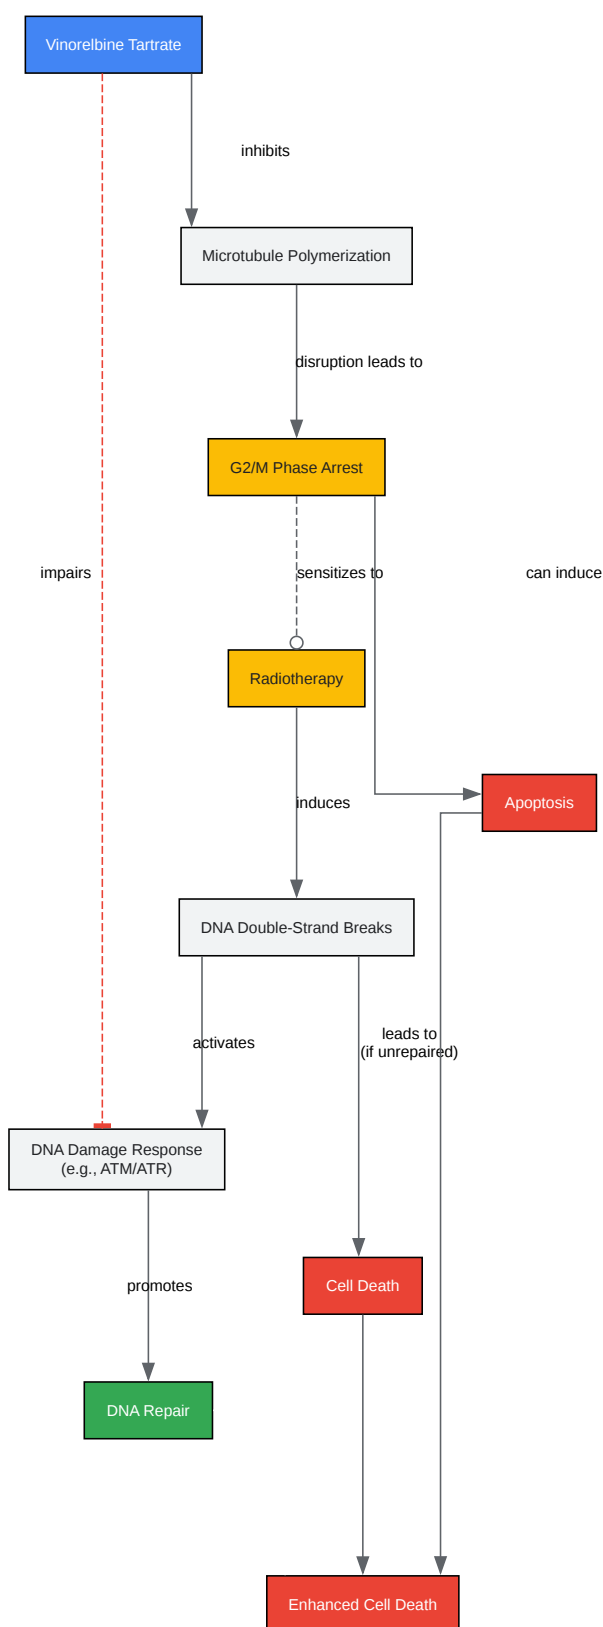 Vinorelbine Tartrate
inhibits
Microtubule Polymerization
disruption leads to
G2/M Phase Arrest
impairs
sensitizes to
can induce
Radiotherapy
induces
Apoptosis
DNA Double-Strand Breaks
activates
leads to
(if unrepaired)
DNA Damage Response
(e.g., ATM/ATR)
promotes
Cell Death
DNA Repair
Enhanced Cell Death